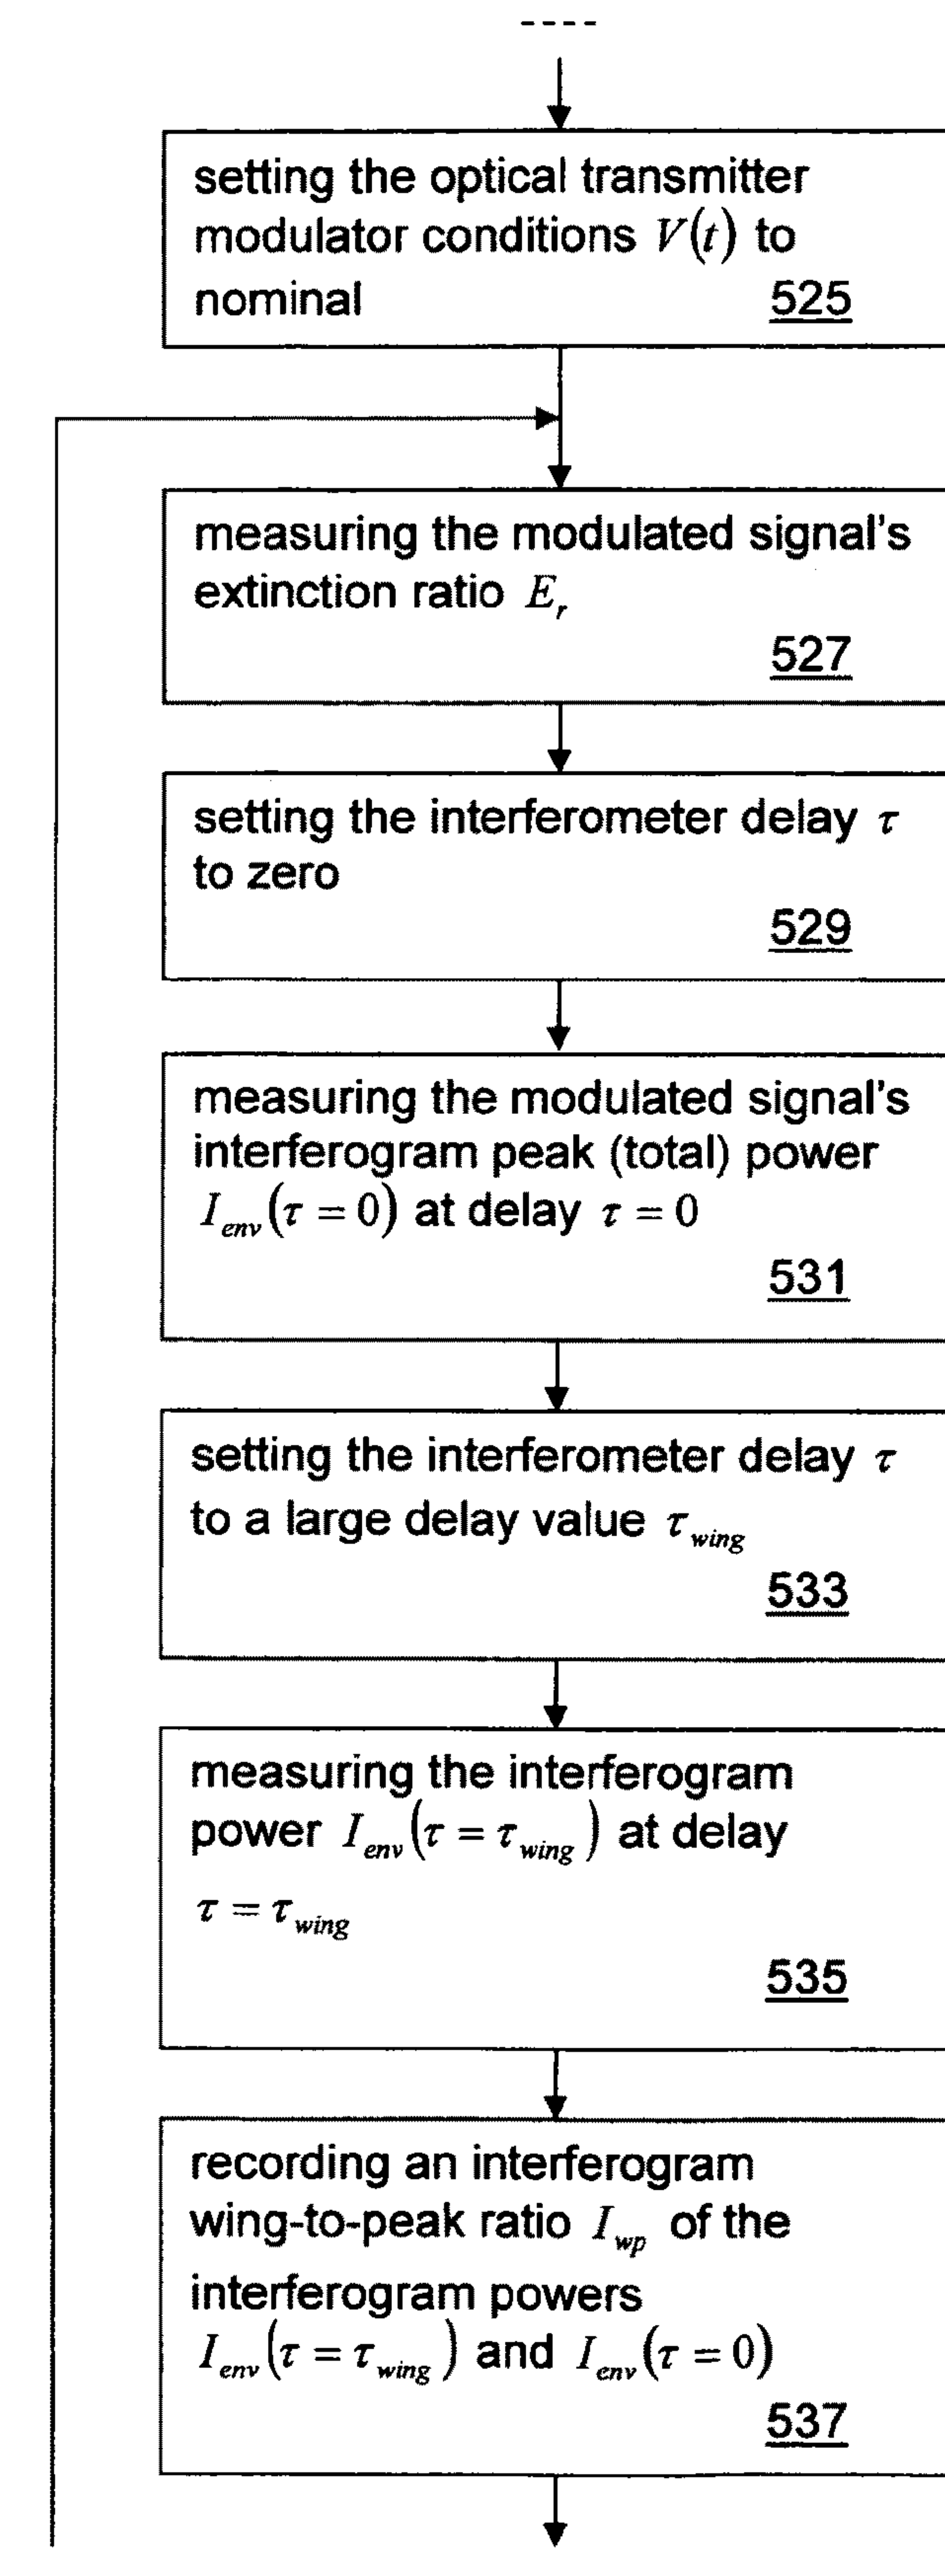 setting the optical transmitter
modulator conditions V(t) to
nominal 525
measuring the modulated signal's
extinction ratio E_r
527
setting the interferometer delay τ
to zero
529
measuring the modulated signal's
interferogram peak (total) power
I_env(τ = 0) at delay τ = 0
531
setting the interferometer delay τ
to a large delay value τ_wing
533
measuring the interferogram
power I_env(τ = τ_wing) at delay
τ = τ_wing
535
recording an interferogram
wing-to-peak ratio I_wp of the
interferogram powers
I_env(τ = τ_wing) and I_env(τ = 0)
537